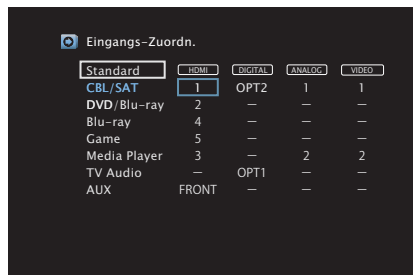 Eingangs-Zuordn.
Standard HDMI DIGITAL ANALOG VIDEO
CBL/SAT 1 OPT2 1 1
DVD/Blu-ray 2 – – –
Blu-ray 4 – – –
Game 5 – – –
Media Player 3 – 2 2
TV Audio – OPT1 – –
AUX FRONT – – –